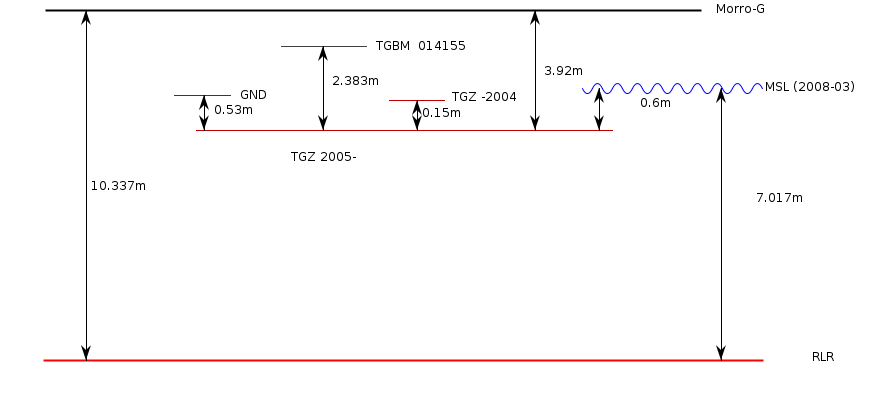 Morro-G
TGBM  014155
3.92m
2.383m
MSL (2008-03)
GND
TGZ -2004
0.6m
0.53m
0.15m
TGZ 2005-
10.337m
7.017m
RLR